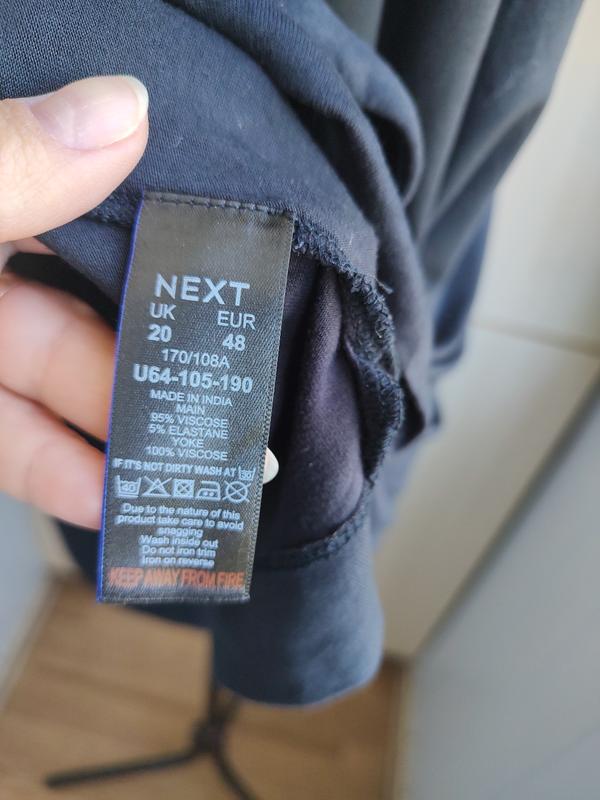 NEXT
UK EUR
20 48
170/108A
U64-105-190
MADE IN INDIA
MAIN
95% VISCOSE
5% ELASTANE
YOKE
100% VISCOSE
IF IT'S NOT DIRTY WASH AT 30
40
Due to the nature of this
product take care to avoid
snagging
Wash inside out
Do not iron trim
Iron on reverse
KEEP AWAY FROM FIRE